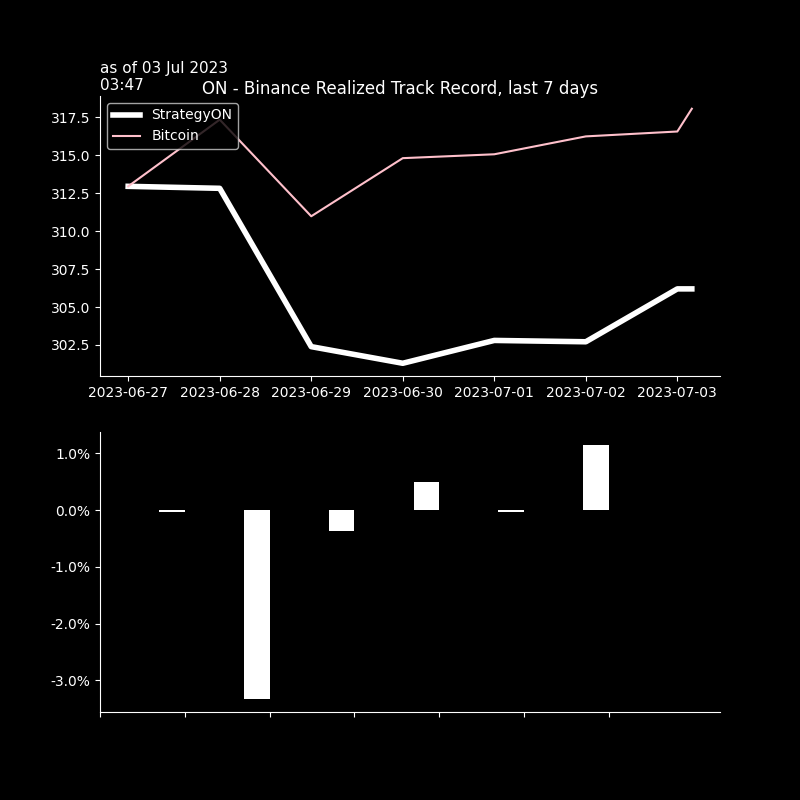 as of 03 Jul 2023
03:47
ON - Binance Realized Track Record, last 7 days
StrategyON
Bitcoin
317.5
315.0
312.5
310.0
307.5
305.0
302.5
2023-06-27 2023-06-28 2023-06-29 2023-06-30 2023-07-01 2023-07-02 2023-07-03
1.0%
0.0%
-1.0%
-2.0%
-3.0%